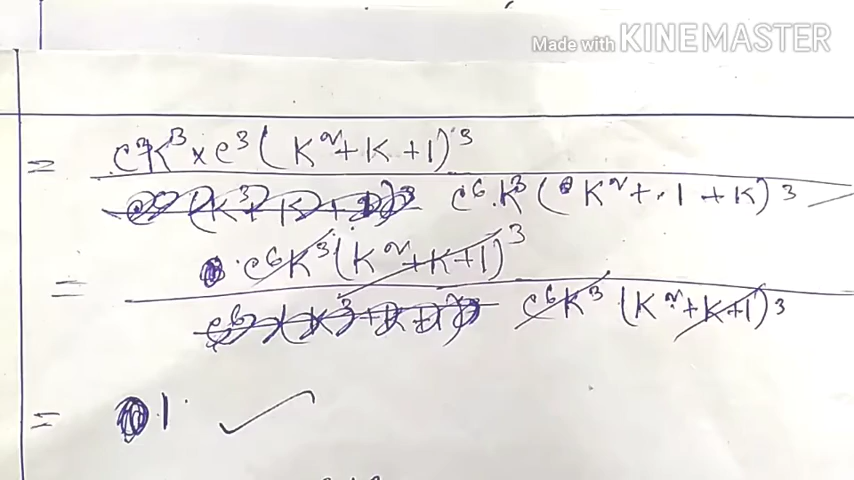 Made with KINEMASTER
= c³k³ × c³ (k² + k + 1)³
c⁶.k³ (k² + 1 + k)³
= c⁶k³ (k² + k + 1)³
c⁶k³ (k² + k + 1)³
= 1.